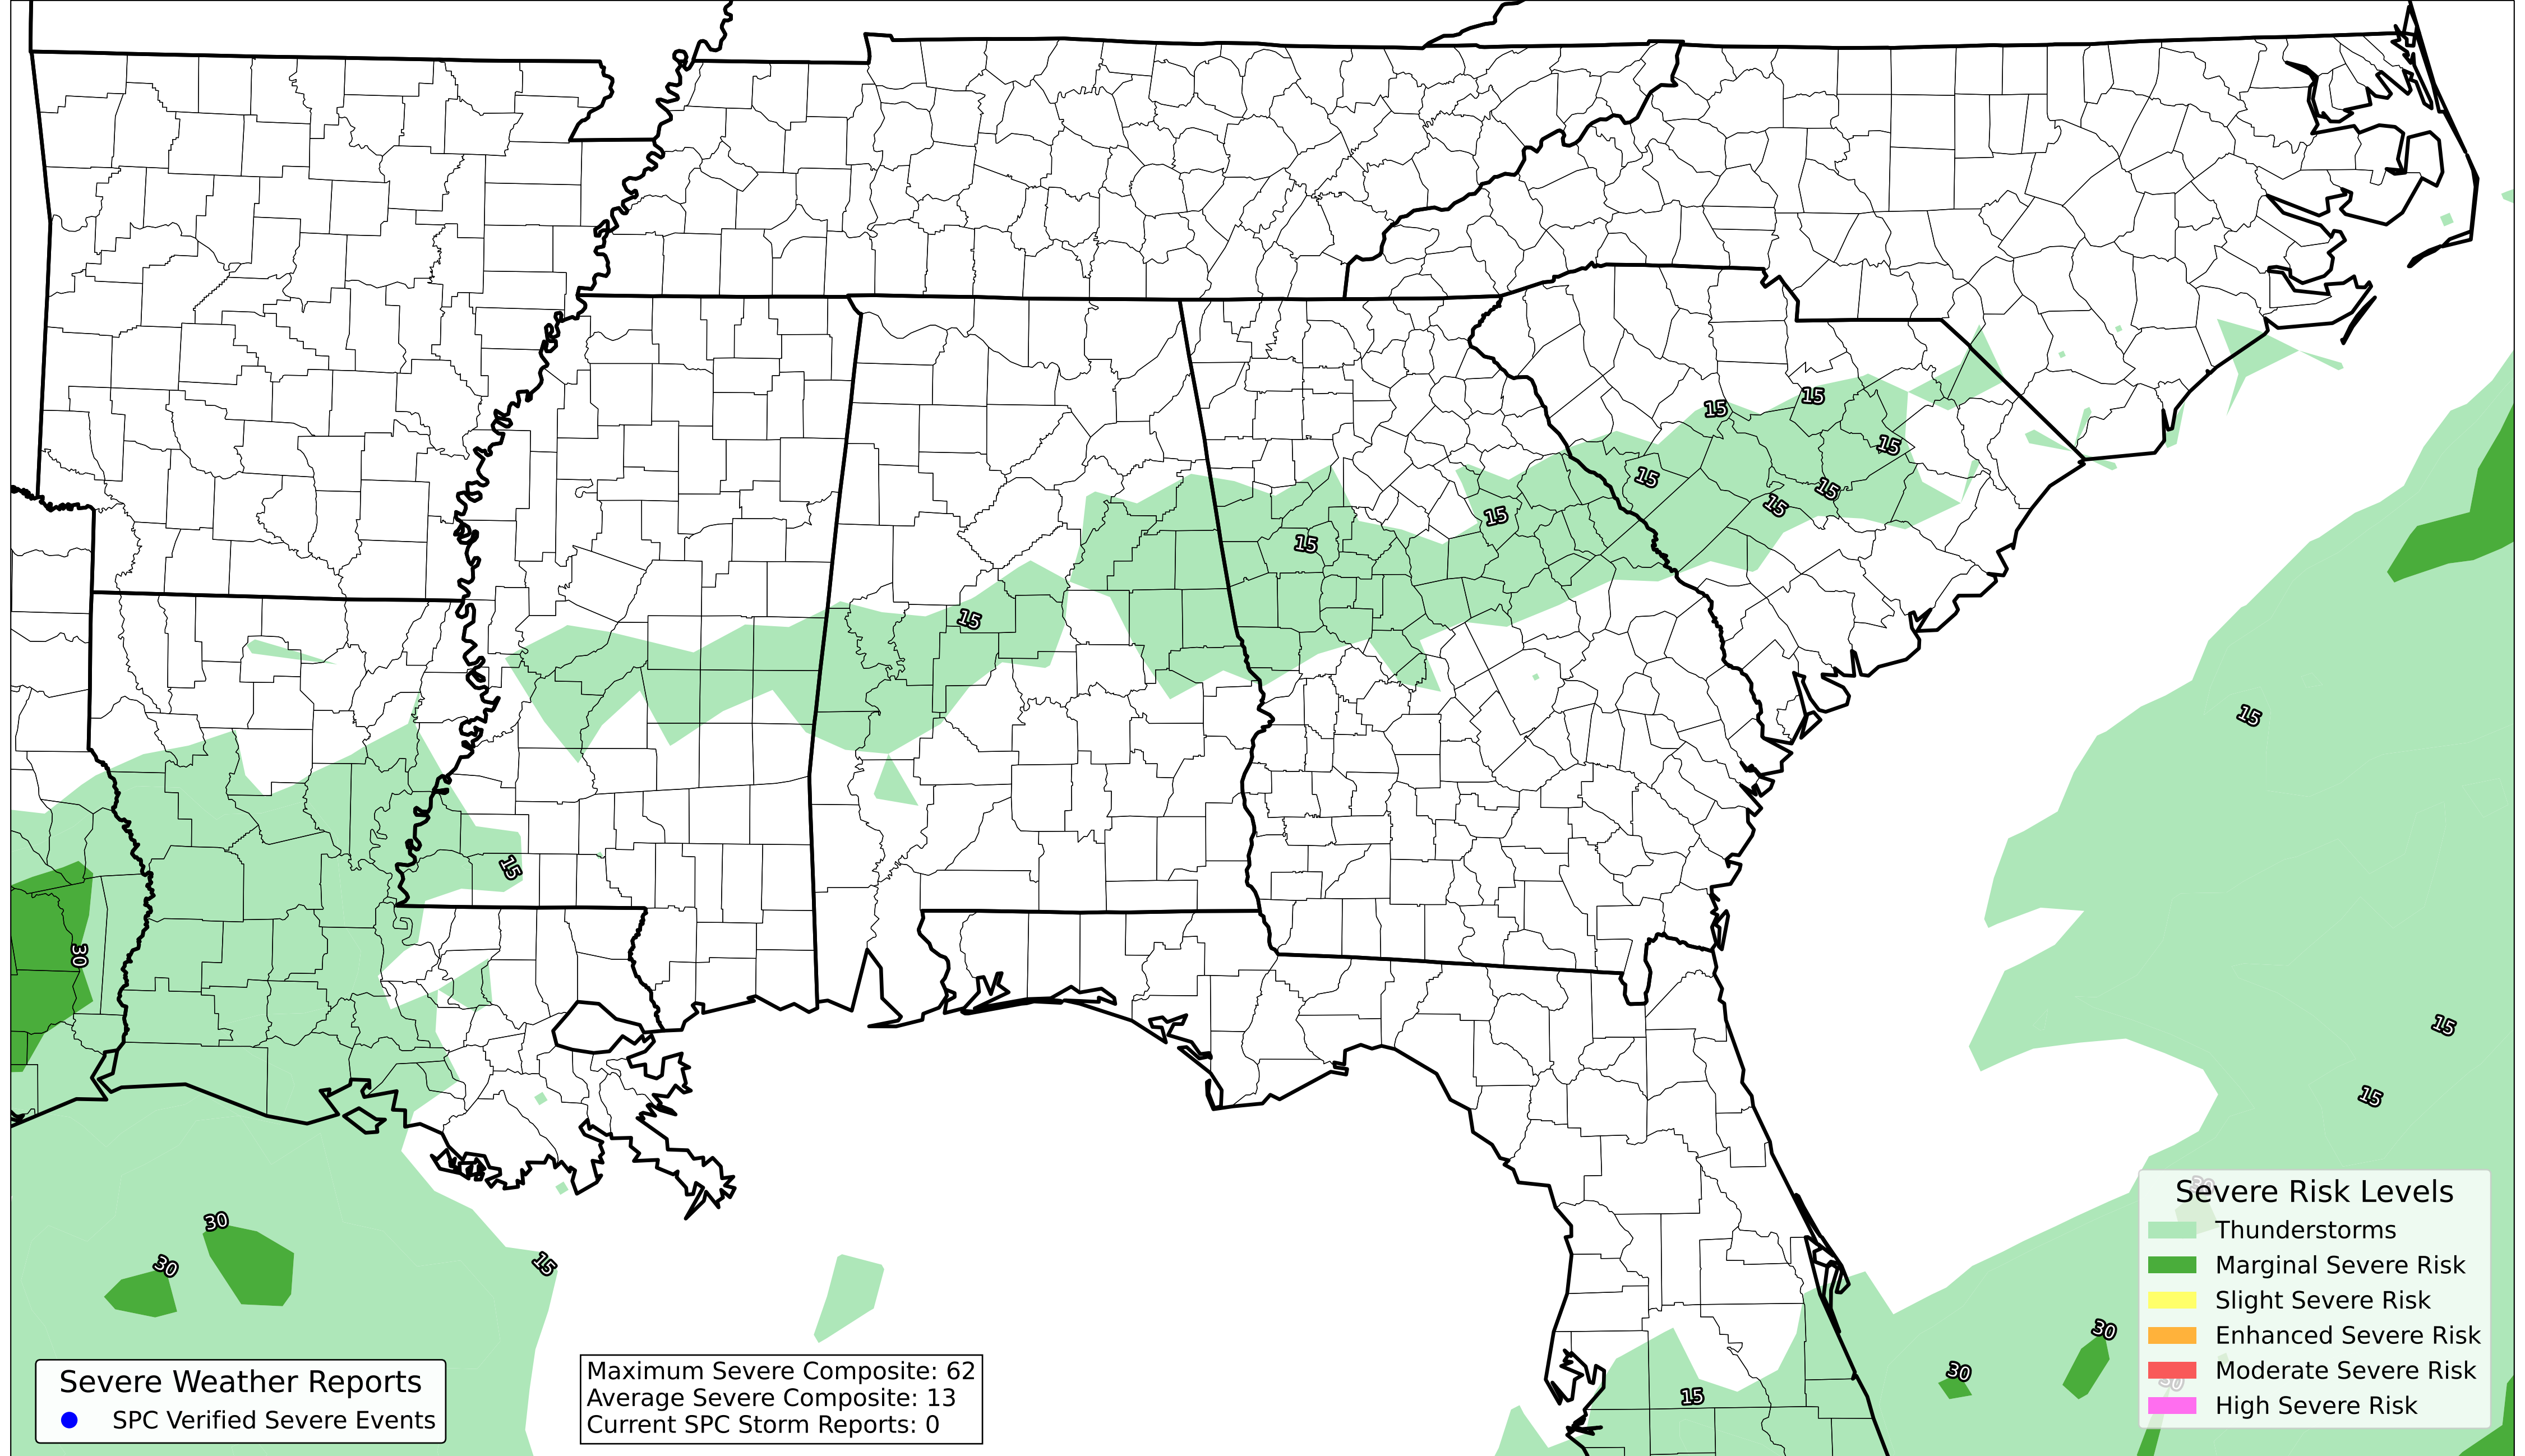 15
15
15
15
15
15
15
15
15
15
15
30
15
15
30
30
15
30
30
15
30
30
Severe Risk Levels
Thunderstorms
Marginal Severe Risk
Slight Severe Risk
Enhanced Severe Risk
Moderate Severe Risk
High Severe Risk
Severe Weather Reports
SPC Verified Severe Events
Maximum Severe Composite: 62
Average Severe Composite: 13
Current SPC Storm Reports: 0